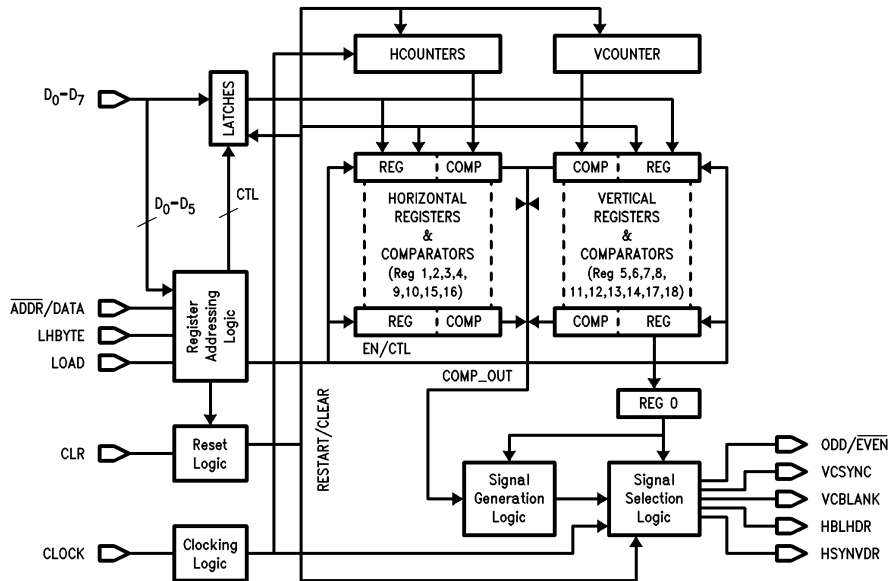 HCOUNTERS
VCOUNTER
D₀–D₇
LATCHES
REG
COMP
COMP
REG
D₀–D₅
CTL
HORIZONTAL
REGISTERS
&
COMPARATORS
(Reg 1,2,3,4,
9,10,15,16)
VERTICAL
REGISTERS
&
COMPARATORS
(Reg 5,6,7,8,
11,12,13,14,17,18)
ADDR/DATA
LHBYTE
LOAD
Register
Addressing
Logic
REG
COMP
COMP
REG
EN/CTL
COMP_OUT
REG 0
RESTART/CLEAR
CLR
Reset
Logic
Signal
Generation
Logic
Signal
Selection
Logic
ODD/EVEN
VCSYNC
VCBLANK
HBLHDR
HSYNVDR
CLOCK
Clocking
Logic